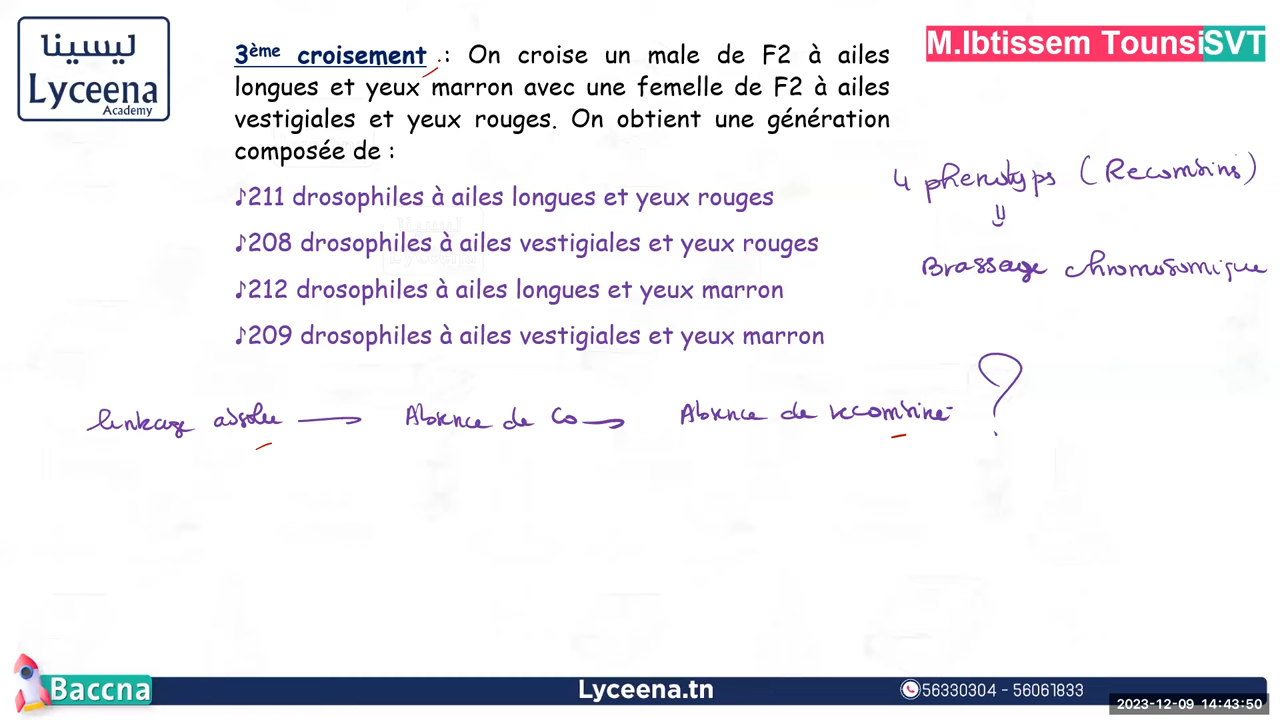 ليسينا
Lyceena
Academy
M.Ibtissem Tounsi SVT
3ème croisement : On croise un male de F2 à ailes
longues et yeux marron avec une femelle de F2 à ailes
vestigiales et yeux rouges. On obtient une génération
composée de :
♪211 drosophiles à ailes longues et yeux rouges
♪208 drosophiles à ailes vestigiales et yeux rouges
♪212 drosophiles à ailes longues et yeux marron
♪209 drosophiles à ailes vestigiales et yeux marron
4 phenotyps (Recombinés)
⇓
Brassage chromosomique
linkeage absolu → Absence de Co → Absence de recombiné ?
Baccna
Lyceena.tn
56330304 - 56061833
2023-12-09 14:43:50